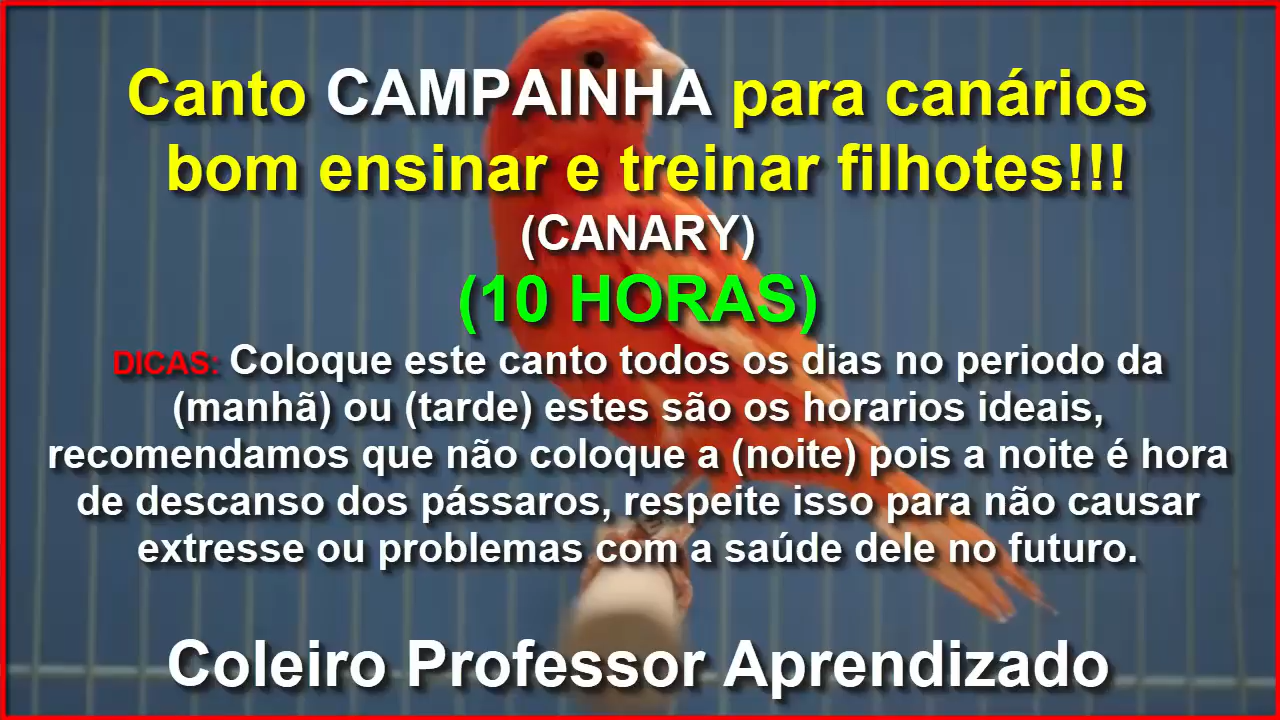 Canto CAMPAINHA para canários
bom ensinar e treinar filhotes!!!
(CANARY)
(10 HORAS)
DICAS: Coloque este canto todos os dias no periodo da
(manhã) ou (tarde) estes são os horarios ideais,
recomendamos que não coloque a (noite) pois a noite é hora
de descanso dos pássaros, respeite isso para não causar
extresse ou problemas com a saúde dele no futuro.
Coleiro Professor Aprendizado